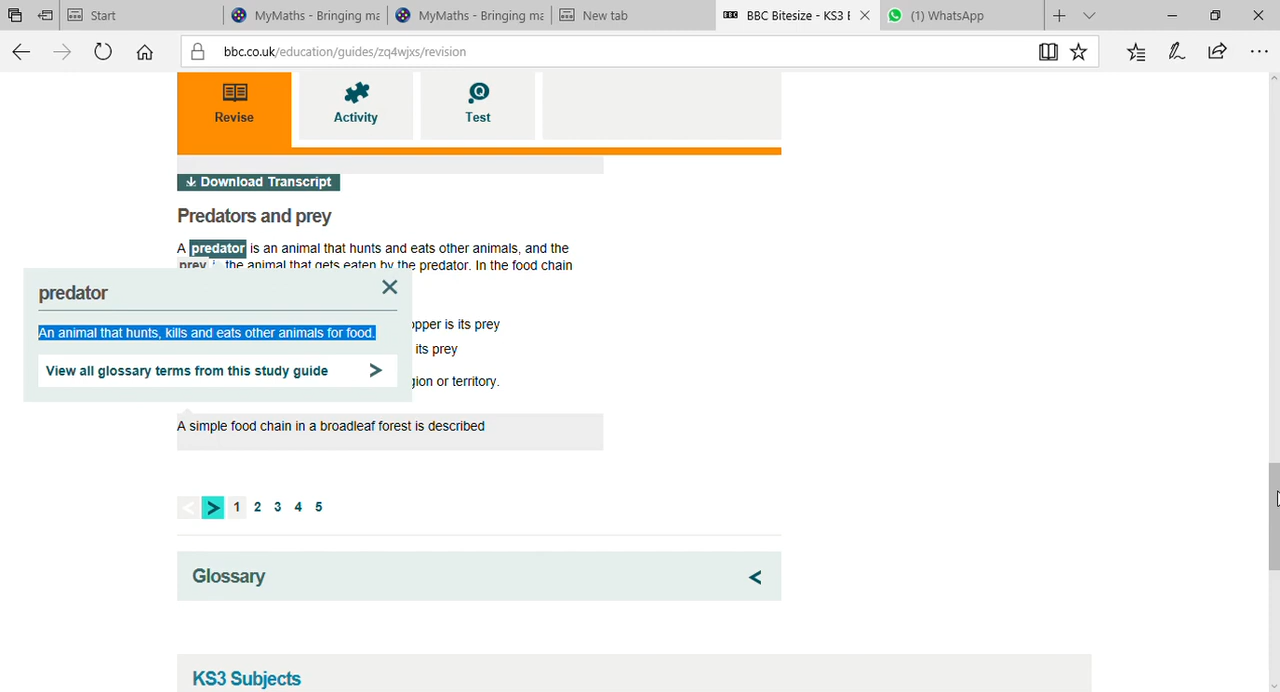 Start
MyMaths - Bringing ma
MyMaths - Bringing ma
New tab
BBC Bitesize - KS3
(1) WhatsApp
bbc.co.uk/education/guides/zq4wjxs/revision
Revise
Activity
Test
Download Transcript
Predators and prey
A predator is an animal that hunts and eats other animals, and the
prey the animal that gets eaten by the predator. In the food chain
predator
An animal that hunts, kills and eats other animals for food.
View all glossary terms from this study guide >
opper is its prey
its prey
gion or territory.
A simple food chain in a broadleaf forest is described
< > 1 2 3 4 5
Glossary <
KS3 Subjects